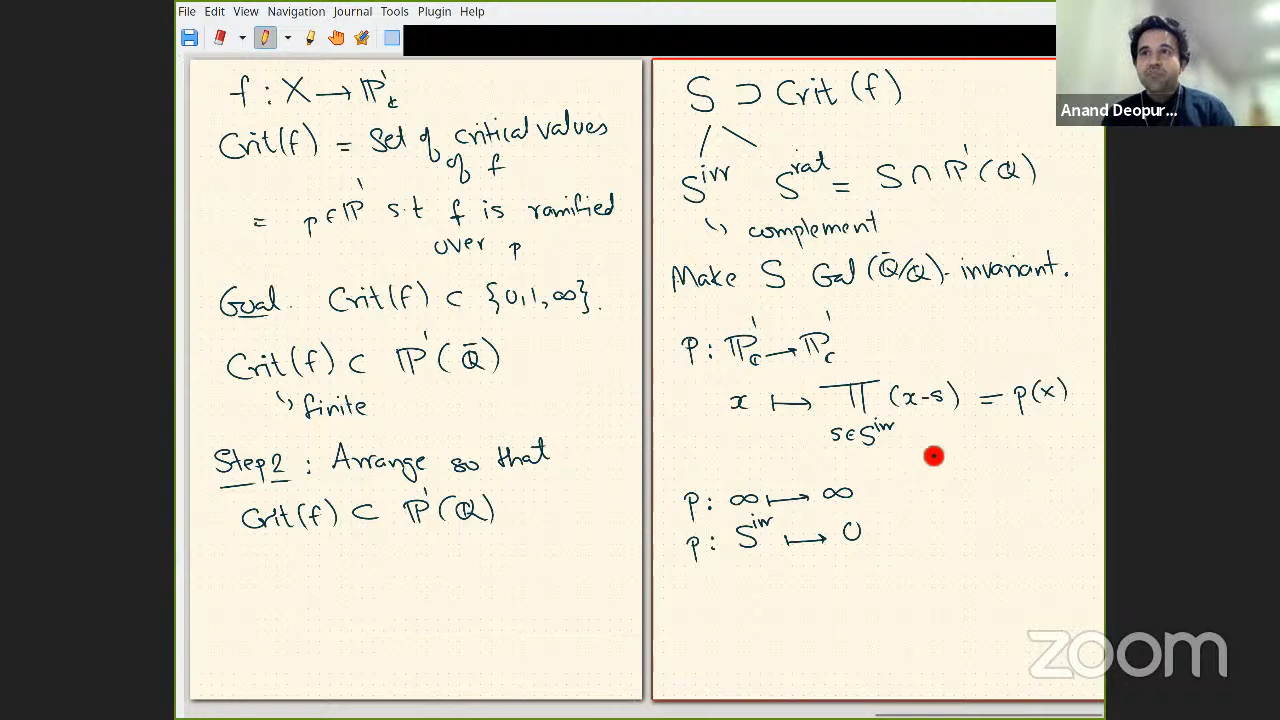 File Edit View Navigation Journal Tools Plugin Help
f : X → ℙ¹_k
Crit(f) = Set of critical values of f
= p ∈ ℙ¹ s.t f is ramified over p
Goal. Crit(f) ⊂ {0,1,∞}.
Crit(f) ⊂ ℙ¹(Q̄)
↳ finite
Step 2 : Arrange so that
Crit(f) ⊂ ℙ¹(Q)
S ⊃ Crit(f)
S^irr S^rat = S ∩ ℙ¹(Q)
↳ complement
Make S Gal(Q̄/Q)-invariant.
p : ℙ¹_C → ℙ¹_C
x ↦ ∏ (x-s) = p(x)
s∈S^irr
p : ∞ ↦ ∞
p : S^irr ↦ 0
Anand Deopur...
zoom